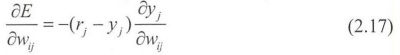 ∂E/∂w_ij = −(r_j − y_j) ∂y_j/∂w_ij (2.17)